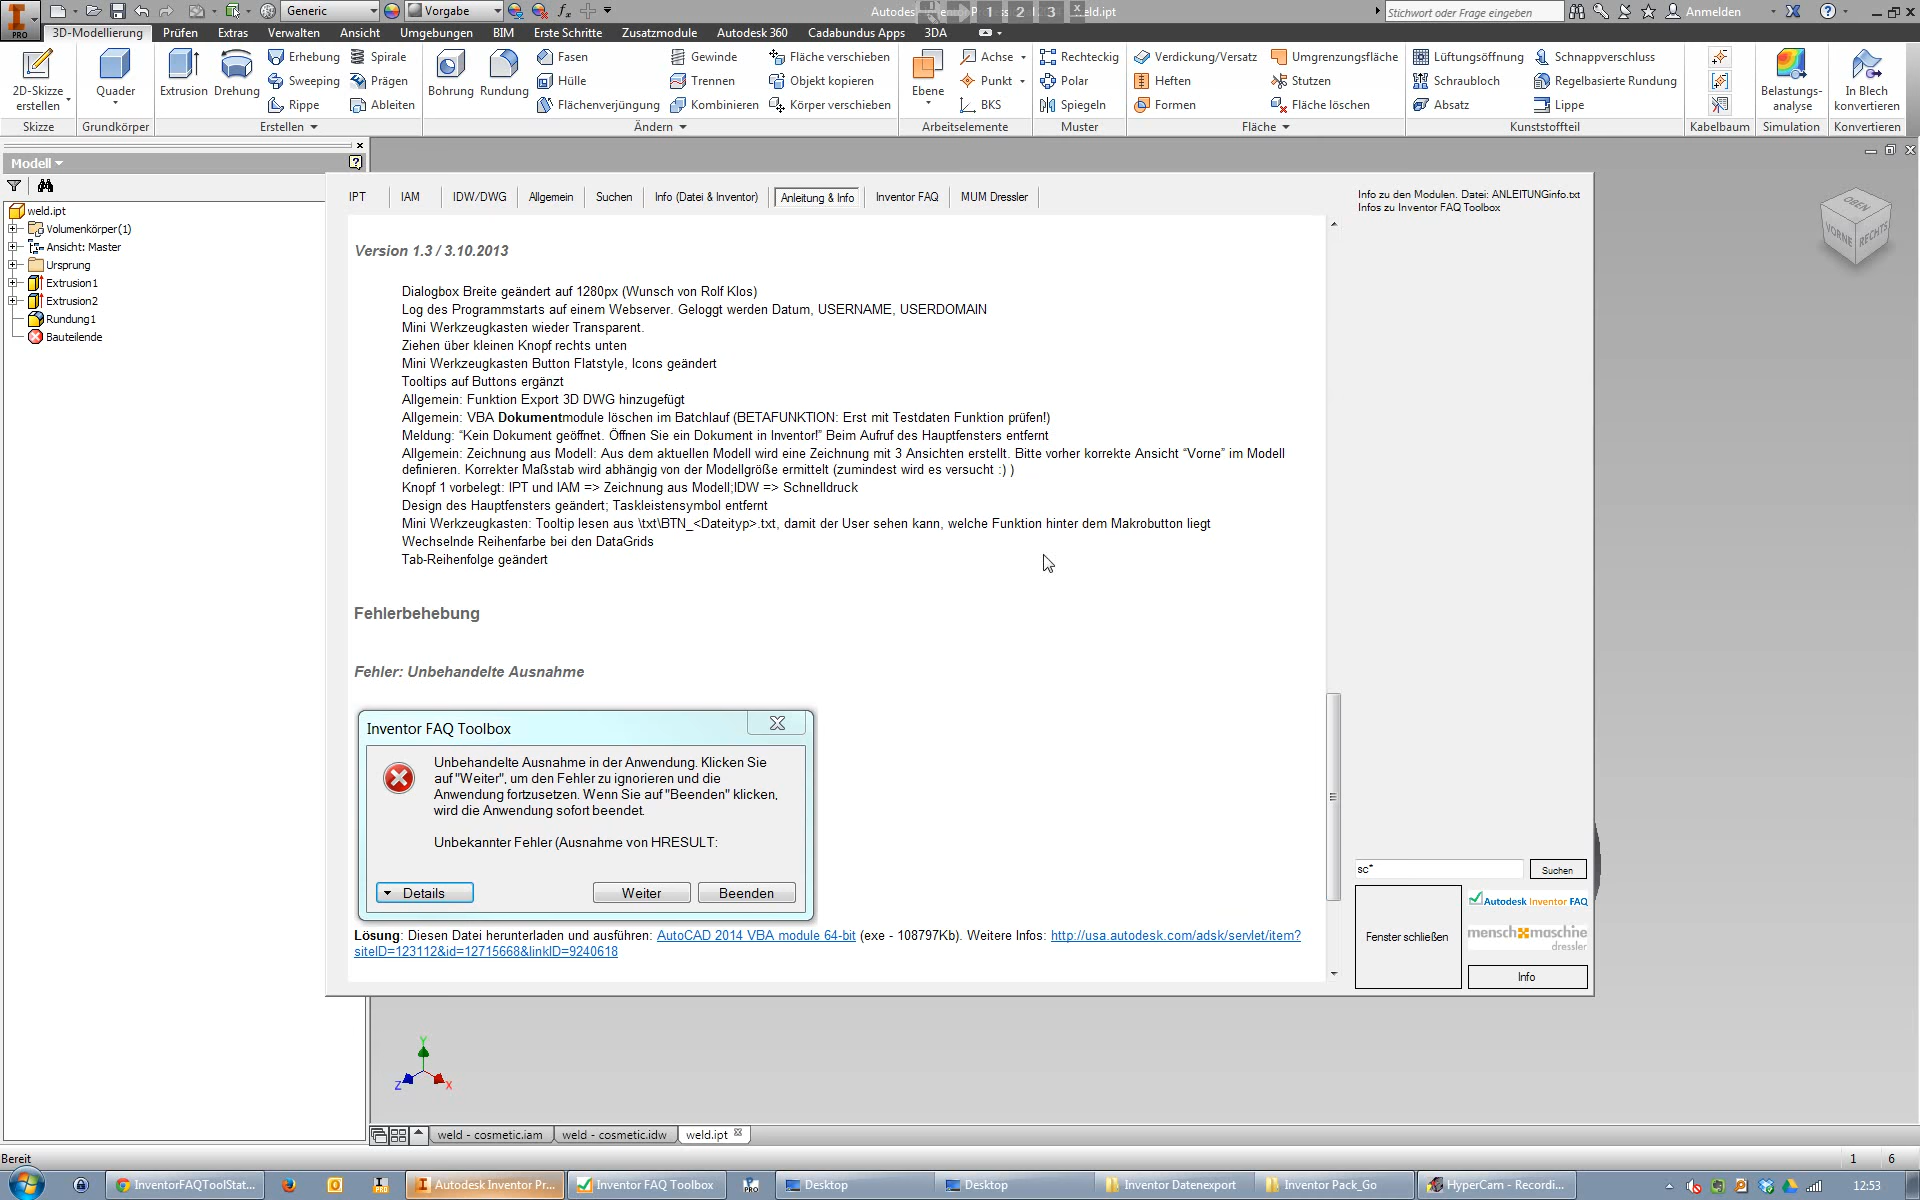 Generic
Vorgabe
Autodes
1 2 3
eld.ipt
Stichwort oder Frage eingeben
Anmelden
PRO
3D-Modellierung Prüfen Extras Verwalten Ansicht Umgebungen BIM Erste Schritte Zusatzmodule Autodesk 360 Cadabundus Apps 3DA
2D-Skizze erstellen
Quader
Extrusion
Drehung
Erhebung
Sweeping
Rippe
Spirale
Prägen
Ableiten
Bohrung
Rundung
Fasen
Hülle
Flächenverjüngung
Gewinde
Trennen
Kombinieren
Fläche verschieben
Objekt kopieren
Körper verschieben
Ebene
Achse
Punkt
BKS
Rechteckig
Polar
Spiegeln
Verdickung/Versatz
Heften
Formen
Umgrenzungsfläche
Stutzen
Fläche löschen
Lüftungsöffnung
Schraubloch
Absatz
Schnappverschluss
Regelbasierte Rundung
Lippe
Belastungs-
analyse
In Blech
konvertieren
Skizze Grundkörper Erstellen Ändern Arbeitselemente Muster Fläche Kunststoffteil Kabelbaum Simulation Konvertieren
Modell
weld.ipt
Volumenkörper(1)
Ansicht: Master
Ursprung
Extrusion1
Extrusion2
Rundung1
Bauteilende
IPT IAM IDW/DWG Allgemein Suchen Info (Datei & Inventor) Anleitung & Info Inventor FAQ MUM Dressler
Info zu den Modulen. Datei: ANLEITUNGinfo.txt
Infos zu Inventor FAQ Toolbox
OBEN
VORNE
RECHTS
Version 1.3 / 3.10.2013
Dialogbox Breite geändert auf 1280px (Wunsch von Rolf Klos)
Log des Programmstarts auf einem Webserver. Geloggt werden Datum, USERNAME, USERDOMAIN
Mini Werkzeugkasten wieder Transparent.
Ziehen über kleinen Knopf rechts unten
Mini Werkzeugkasten Button Flatstyle, Icons geändert
Tooltips auf Buttons ergänzt
Allgemein: Funktion Export 3D DWG hinzugefügt
Allgemein: VBA Dokumentmodule löschen im Batchlauf (BETAFUNKTION: Erst mit Testdaten Funktion prüfen!)
Meldung: “Kein Dokument geöffnet. Öffnen Sie ein Dokument in Inventor!” Beim Aufruf des Hauptfensters entfernt
Allgemein: Zeichnung aus Modell: Aus dem aktuellen Modell wird eine Zeichnung mit 3 Ansichten erstellt. Bitte vorher korrekte Ansicht “Vorne” im Modell
definieren. Korrekter Maßstab wird abhängig von der Modellgröße ermittelt (zumindest wird es versucht :) )
Knopf 1 vorbelegt: IPT und IAM => Zeichnung aus Modell;IDW => Schnelldruck
Design des Hauptfensters geändert; Taskleistensymbol entfernt
Mini Werkzeugkasten: Tooltip lesen aus \txt\BTN_<Dateityp>.txt, damit der User sehen kann, welche Funktion hinter dem Makrobutton liegt
Wechselnde Reihenfarbe bei den DataGrids
Tab-Reihenfolge geändert
Fehlerbehebung
Fehler: Unbehandelte Ausnahme
Inventor FAQ Toolbox
Unbehandelte Ausnahme in der Anwendung. Klicken Sie
auf "Weiter", um den Fehler zu ignorieren und die
Anwendung fortzusetzen. Wenn Sie auf "Beenden" klicken,
wird die Anwendung sofort beendet.
Unbekannter Fehler (Ausnahme von HRESULT:
Details Weiter Beenden
Lösung: Diesen Datei herunterladen und ausführen: AutoCAD 2014 VBA module 64-bit (exe - 108797Kb). Weitere Infos: http://usa.autodesk.com/adsk/servlet/item?
siteID=123112&id=12715668&linkID=9240618
sc*
Suchen
Fenster schließen
Autodesk Inventor FAQ
mensch maschine
dressler
Info
Y
Z
X
weld - cosmetic.iam weld - cosmetic.idw weld.ipt
Bereit
1 6
InventorFAQToolStat... Autodesk Inventor Pr... Inventor FAQ Toolbox Desktop Desktop Inventor Datenexport Inventor Pack_Go HyperCam - Recordi... 12:53